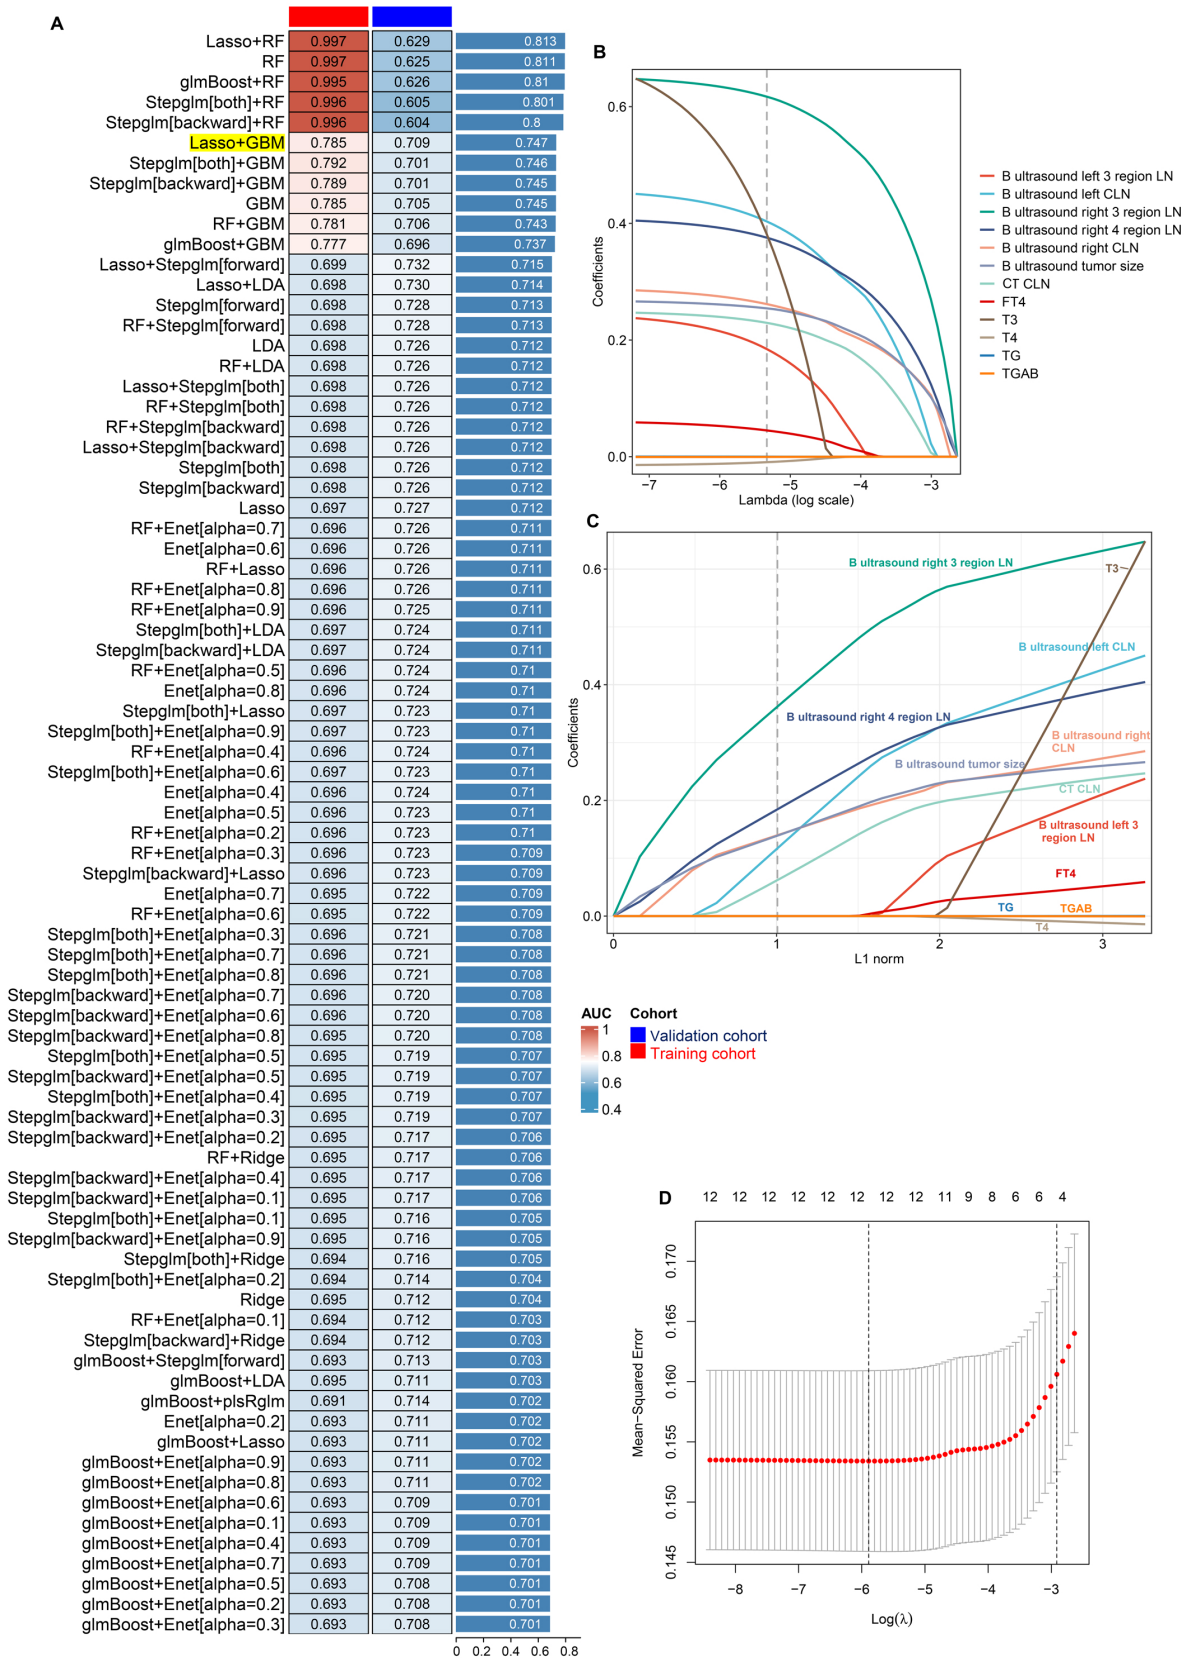 A
Lasso+RF 0.997 0.629 0.813
RF 0.997 0.625 0.811
glmBoost+RF 0.995 0.626 0.81
Stepglm[both]+RF 0.996 0.605 0.801
Stepglm[backward]+RF 0.996 0.604 0.8
Lasso+GBM 0.785 0.709 0.747
Stepglm[both]+GBM 0.792 0.701 0.746
Stepglm[backward]+GBM 0.789 0.701 0.745
GBM 0.785 0.705 0.745
RF+GBM 0.781 0.706 0.743
glmBoost+GBM 0.777 0.696 0.737
Lasso+Stepglm[forward] 0.699 0.732 0.715
Lasso+LDA 0.698 0.730 0.714
Stepglm[forward] 0.698 0.728 0.713
RF+Stepglm[forward] 0.698 0.728 0.713
LDA 0.698 0.726 0.712
RF+LDA 0.698 0.726 0.712
Lasso+Stepglm[both] 0.698 0.726 0.712
RF+Stepglm[both] 0.698 0.726 0.712
RF+Stepglm[backward] 0.698 0.726 0.712
Lasso+Stepglm[backward] 0.698 0.726 0.712
Stepglm[both] 0.698 0.726 0.712
Stepglm[backward] 0.698 0.726 0.712
Lasso 0.697 0.727 0.712
RF+Enet[alpha=0.7] 0.696 0.726 0.711
Enet[alpha=0.6] 0.696 0.726 0.711
RF+Lasso 0.696 0.726 0.711
RF+Enet[alpha=0.8] 0.696 0.726 0.711
RF+Enet[alpha=0.9] 0.696 0.725 0.711
Stepglm[both]+LDA 0.697 0.724 0.711
Stepglm[backward]+LDA 0.697 0.724 0.711
RF+Enet[alpha=0.5] 0.696 0.724 0.71
Enet[alpha=0.8] 0.696 0.724 0.71
Stepglm[both]+Lasso 0.697 0.723 0.71
Stepglm[both]+Enet[alpha=0.9] 0.697 0.723 0.71
RF+Enet[alpha=0.4] 0.696 0.724 0.71
Stepglm[both]+Enet[alpha=0.6] 0.697 0.723 0.71
Enet[alpha=0.4] 0.696 0.724 0.71
Enet[alpha=0.5] 0.696 0.723 0.71
RF+Enet[alpha=0.2] 0.696 0.723 0.71
RF+Enet[alpha=0.3] 0.696 0.723 0.709
Stepglm[backward]+Lasso 0.696 0.723 0.709
Enet[alpha=0.7] 0.695 0.722 0.709
RF+Enet[alpha=0.6] 0.695 0.722 0.709
Stepglm[both]+Enet[alpha=0.3] 0.696 0.721 0.708
Stepglm[both]+Enet[alpha=0.7] 0.696 0.721 0.708
Stepglm[both]+Enet[alpha=0.8] 0.696 0.721 0.708
Stepglm[backward]+Enet[alpha=0.7] 0.696 0.720 0.708
Stepglm[backward]+Enet[alpha=0.6] 0.696 0.720 0.708
Stepglm[backward]+Enet[alpha=0.8] 0.695 0.720 0.708
Stepglm[both]+Enet[alpha=0.5] 0.695 0.719 0.707
Stepglm[backward]+Enet[alpha=0.5] 0.695 0.719 0.707
Stepglm[both]+Enet[alpha=0.4] 0.695 0.719 0.707
Stepglm[backward]+Enet[alpha=0.3] 0.695 0.719 0.707
Stepglm[backward]+Enet[alpha=0.2] 0.695 0.717 0.706
RF+Ridge 0.695 0.717 0.706
Stepglm[backward]+Enet[alpha=0.4] 0.695 0.717 0.706
Stepglm[backward]+Enet[alpha=0.1] 0.695 0.717 0.706
Stepglm[both]+Enet[alpha=0.1] 0.695 0.716 0.705
Stepglm[backward]+Enet[alpha=0.9] 0.695 0.716 0.705
Stepglm[both]+Ridge 0.694 0.716 0.705
Stepglm[both]+Enet[alpha=0.2] 0.694 0.714 0.704
Ridge 0.695 0.712 0.704
RF+Enet[alpha=0.1] 0.694 0.712 0.703
Stepglm[backward]+Ridge 0.694 0.712 0.703
glmBoost+Stepglm[forward] 0.693 0.713 0.703
glmBoost+LDA 0.695 0.711 0.703
glmBoost+plsRglm 0.691 0.714 0.702
Enet[alpha=0.2] 0.693 0.711 0.702
glmBoost+Lasso 0.693 0.711 0.702
glmBoost+Enet[alpha=0.9] 0.693 0.711 0.702
glmBoost+Enet[alpha=0.8] 0.693 0.711 0.702
glmBoost+Enet[alpha=0.6] 0.693 0.709 0.701
glmBoost+Enet[alpha=0.1] 0.693 0.709 0.701
glmBoost+Enet[alpha=0.4] 0.693 0.709 0.701
glmBoost+Enet[alpha=0.7] 0.693 0.709 0.701
glmBoost+Enet[alpha=0.5] 0.693 0.708 0.701
glmBoost+Enet[alpha=0.2] 0.693 0.708 0.701
glmBoost+Enet[alpha=0.3] 0.693 0.708 0.701
0 0.2 0.4 0.6 0.8
B
Coefficients
0.6
0.4
0.2
0.0
−7 −6 −5 −4 −3
Lambda (log scale)
B ultrasound left 3 region LN
B ultrasound left CLN
B ultrasound right 3 region LN
B ultrasound right 4 region LN
B ultrasound right CLN
B ultrasound tumor size
CT CLN
FT4
T3
T4
TG
TGAB
C
Coefficients
0.6
0.4
0.2
0.0
B ultrasound right 3 region LN
T3
B ultrasound left CLN
B ultrasound right 4 region LN
B ultrasound right
CLN
B ultrasound tumor size
CT CLN
B ultrasound left 3
region LN
FT4
TG
TGAB
T4
0 1 2 3
L1 norm
AUC
1
0.8
0.6
0.4
Cohort
Validation cohort
Training cohort
D
12 12 12 12 12 12 12 12 11 9 8 6 6 4
Mean−Squared Error
0.170
0.165
0.160
0.155
0.150
0.145
−8 −7 −6 −5 −4 −3
Log(λ)